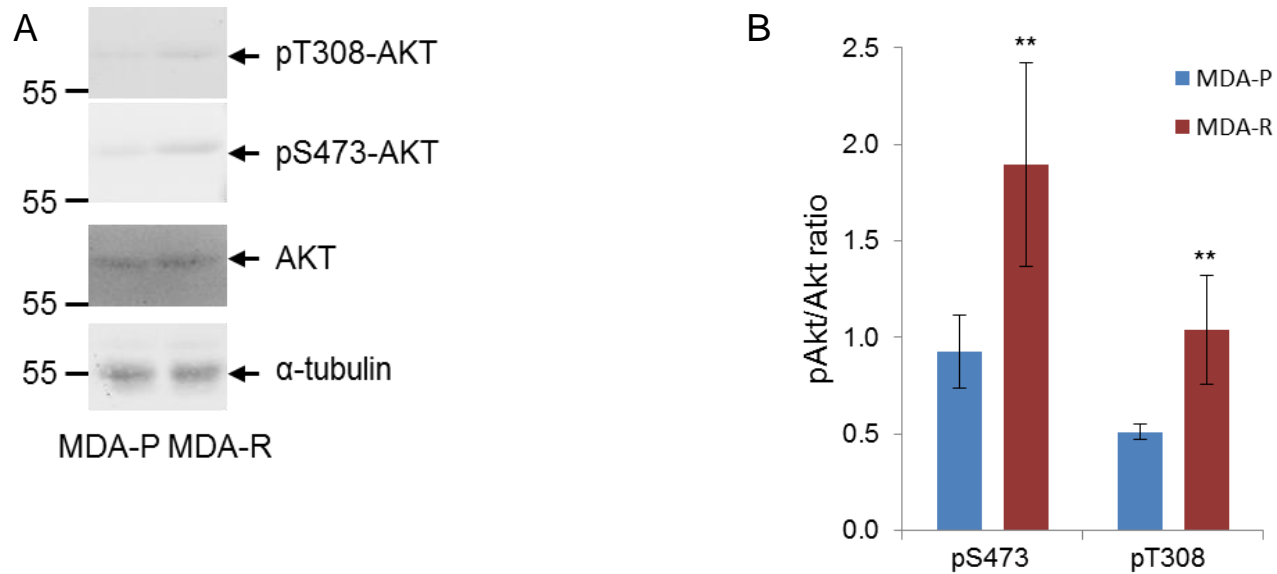 A
pT308-AKT
55
pS473-AKT
55
AKT
55
55
α-tubulin
MDA-P MDA-R
B
2.5
2.0
1.5
1.0
0.5
0.0
pAkt/Akt ratio
**
**
MDA-P
MDA-R
pS473
pT308